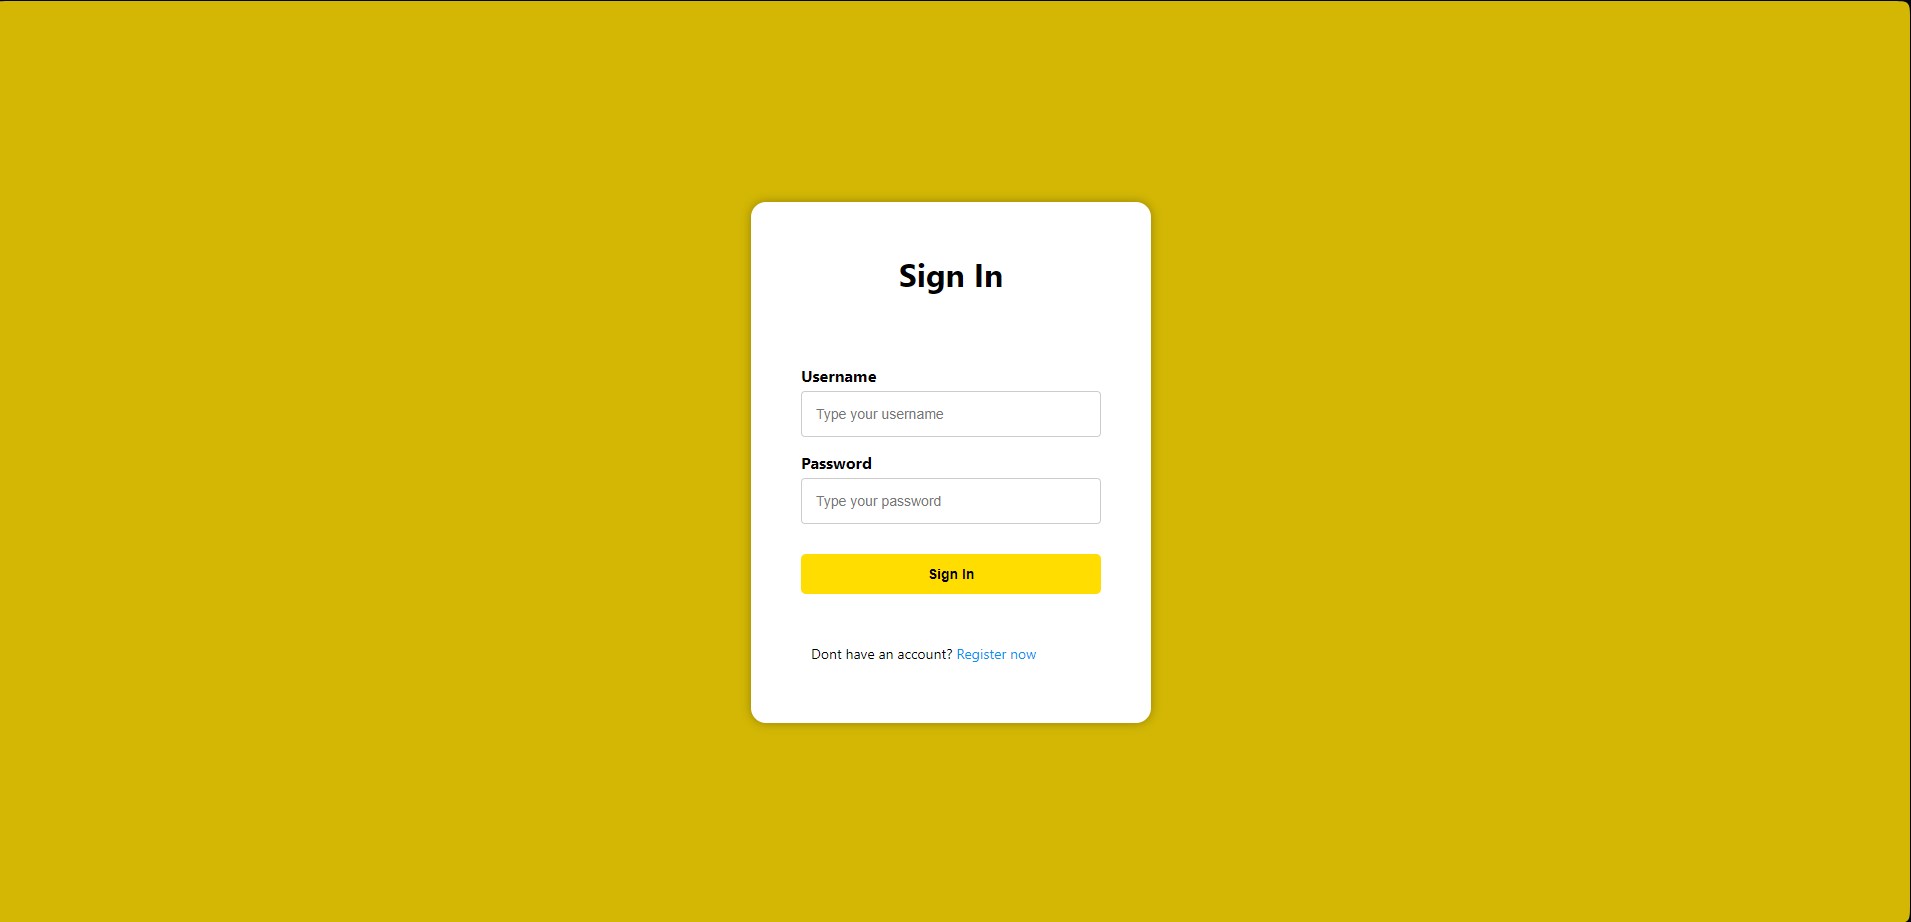 Sign In
Username
Type your username
Password
Type your password
Sign In
Dont have an account? Register now